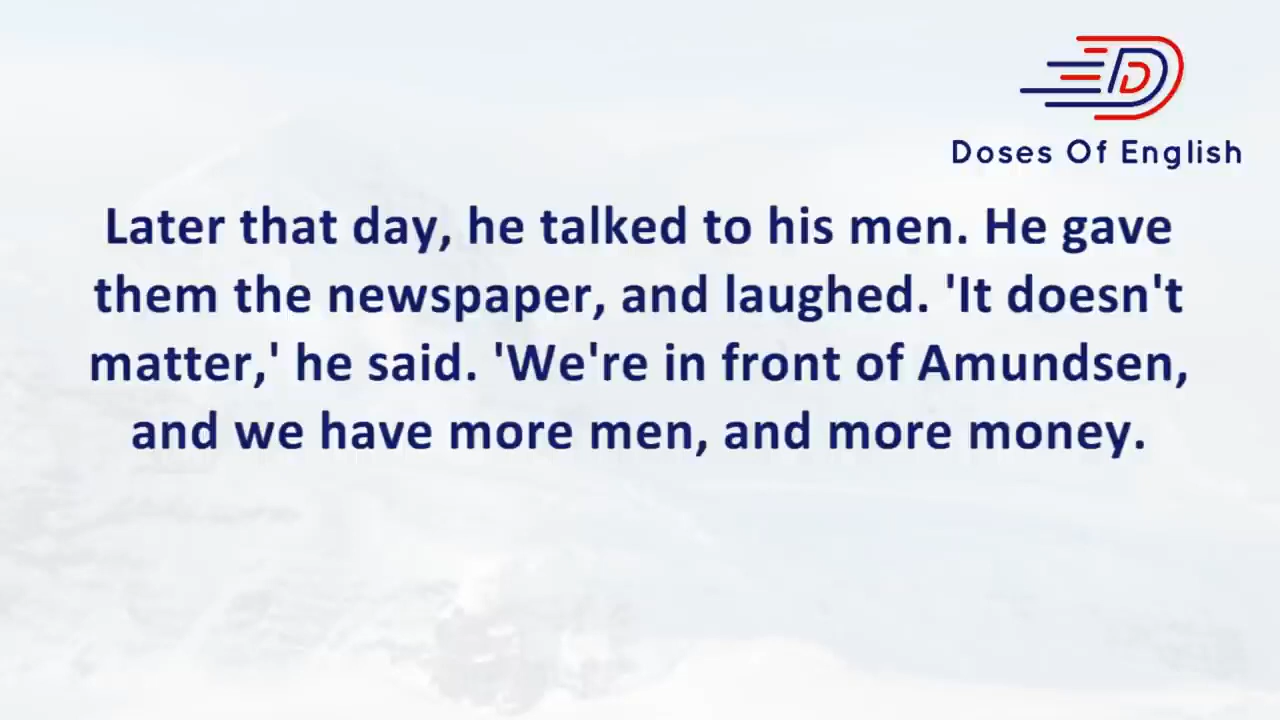 Doses Of English
Later that day, he talked to his men. He gave
them the newspaper, and laughed. 'It doesn't
matter,' he said. 'We're in front of Amundsen,
and we have more men, and more money.